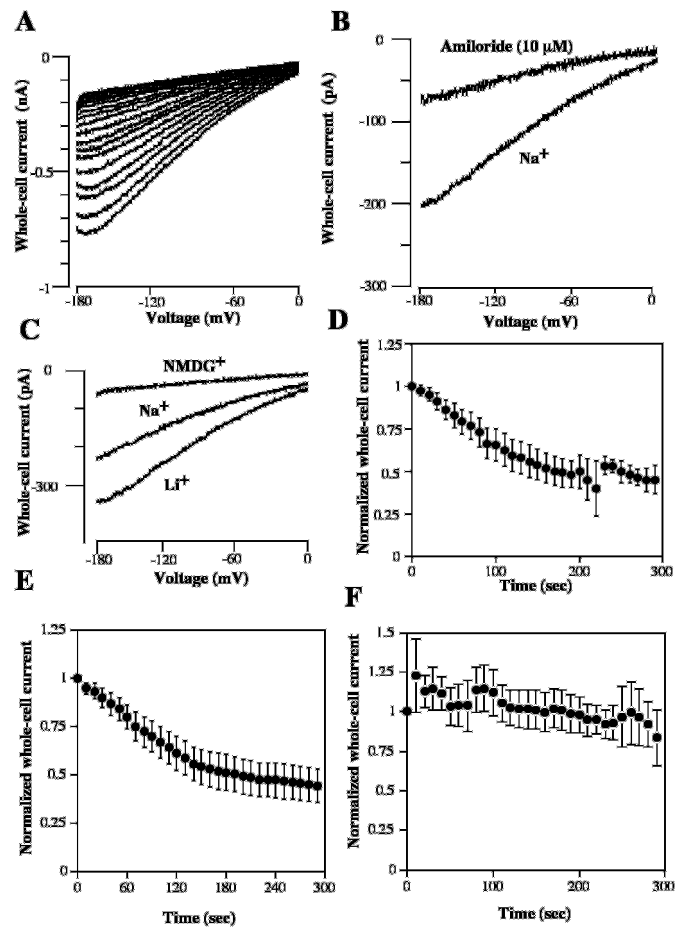 A
0
-0.5
-1
-180
-120
-60
0
Voltage (mV)
Whole-cell current (nA)
B
Amiloride (10 µM)
Na+
0
-100
-200
-300
-180
-120
-60
0
Voltage (mV)
Whole-cell current (pA)
C
NMDG+
Na+
Li+
0
-300
-180
-120
-60
0
Voltage (mV)
Whole-cell current (pA)
D
1.25
1
0.75
0.5
0.25
0
0
100
200
300
Time (sec)
Normalized whole-cell current
E
1.25
1
0.75
0.5
0.25
0
0
60
120
180
240
300
Time (sec)
Normalized whole-cell current
F
1.5
1.25
1
0.75
0.5
0.25
0
0
100
200
300
Time (sec)
Normalized whole-cell current